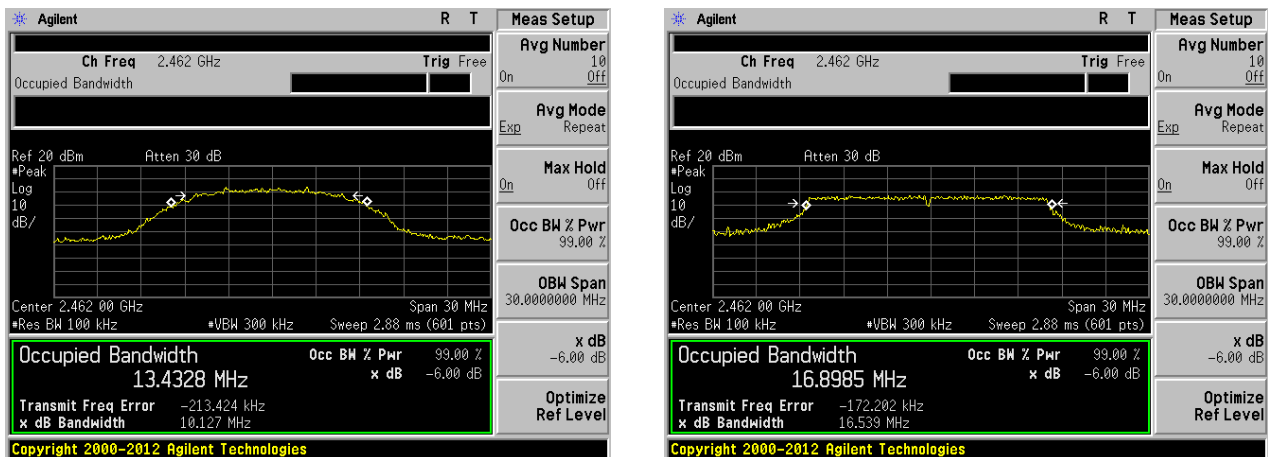 Agilent R T
Meas Setup
Ch Freq 2.462 GHz Trig Free
Occupied Bandwidth
Avg Number
10
On Off
Avg Mode
Exp Repeat
Ref 20 dBm Atten 30 dB
#Peak
Log
10
dB/
Max Hold
On Off
Occ BW % Pwr
99.00 %
OBW Span
30.0000000 MHz
Center 2.462 00 GHz Span 30 MHz
#Res BW 100 kHz #VBW 300 kHz Sweep 2.88 ms (601 pts)
x dB
-6.00 dB
Occupied Bandwidth Occ BW % Pwr 99.00 %
13.4328 MHz x dB -6.00 dB
Transmit Freq Error -213.424 kHz
x dB Bandwidth 10.127 MHz
Optimize
Ref Level
Copyright 2000-2012 Agilent Technologies
Agilent R T
Meas Setup
Ch Freq 2.462 GHz Trig Free
Occupied Bandwidth
Avg Number
10
On Off
Avg Mode
Exp Repeat
Ref 20 dBm Atten 30 dB
#Peak
Log
10
dB/
Max Hold
On Off
Occ BW % Pwr
99.00 %
OBW Span
30.0000000 MHz
Center 2.462 00 GHz Span 30 MHz
#Res BW 100 kHz #VBW 300 kHz Sweep 2.88 ms (601 pts)
x dB
-6.00 dB
Occupied Bandwidth Occ BW % Pwr 99.00 %
16.8985 MHz x dB -6.00 dB
Transmit Freq Error -172.202 kHz
x dB Bandwidth 16.539 MHz
Optimize
Ref Level
Copyright 2000-2012 Agilent Technologies